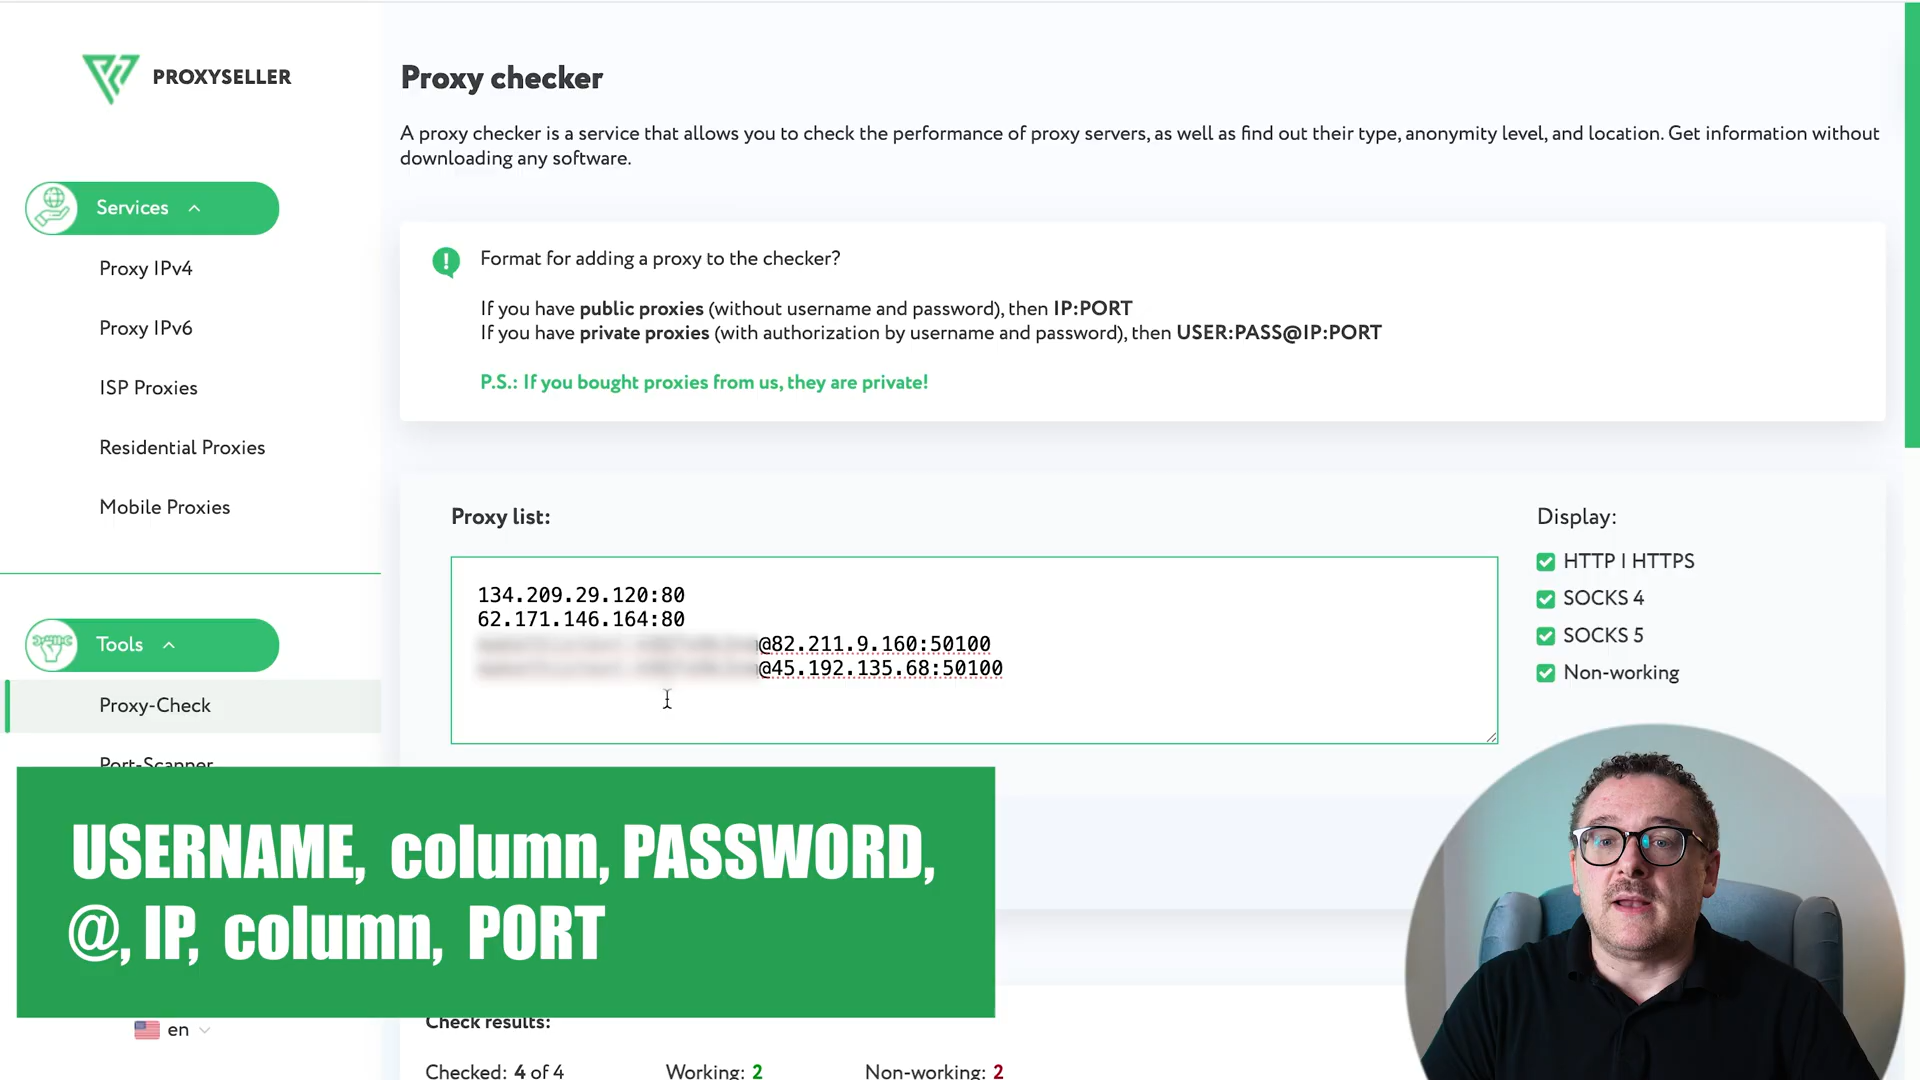 PROXYSELLER
Services
Proxy IPv4
Proxy IPv6
ISP Proxies
Residential Proxies
Mobile Proxies
Tools
Proxy-Check
Port-Scanner
en
Proxy checker
A proxy checker is a service that allows you to check the performance of proxy servers, as well as find out their type, anonymity level, and location. Get information without
downloading any software.
Format for adding a proxy to the checker?
If you have public proxies (without username and password), then IP:PORT
If you have private proxies (with authorization by username and password), then USER:PASS@IP:PORT
P.S.: If you bought proxies from us, they are private!
Proxy list:
134.209.29.120:80
62.171.146.164:80
@82.211.9.160:50100
@45.192.135.68:50100
Display:
HTTP | HTTPS
SOCKS 4
SOCKS 5
Non-working
USERNAME, column, PASSWORD,
@, IP, column, PORT
Check results:
Checked: 4 of 4
Working: 2
Non-working: 2